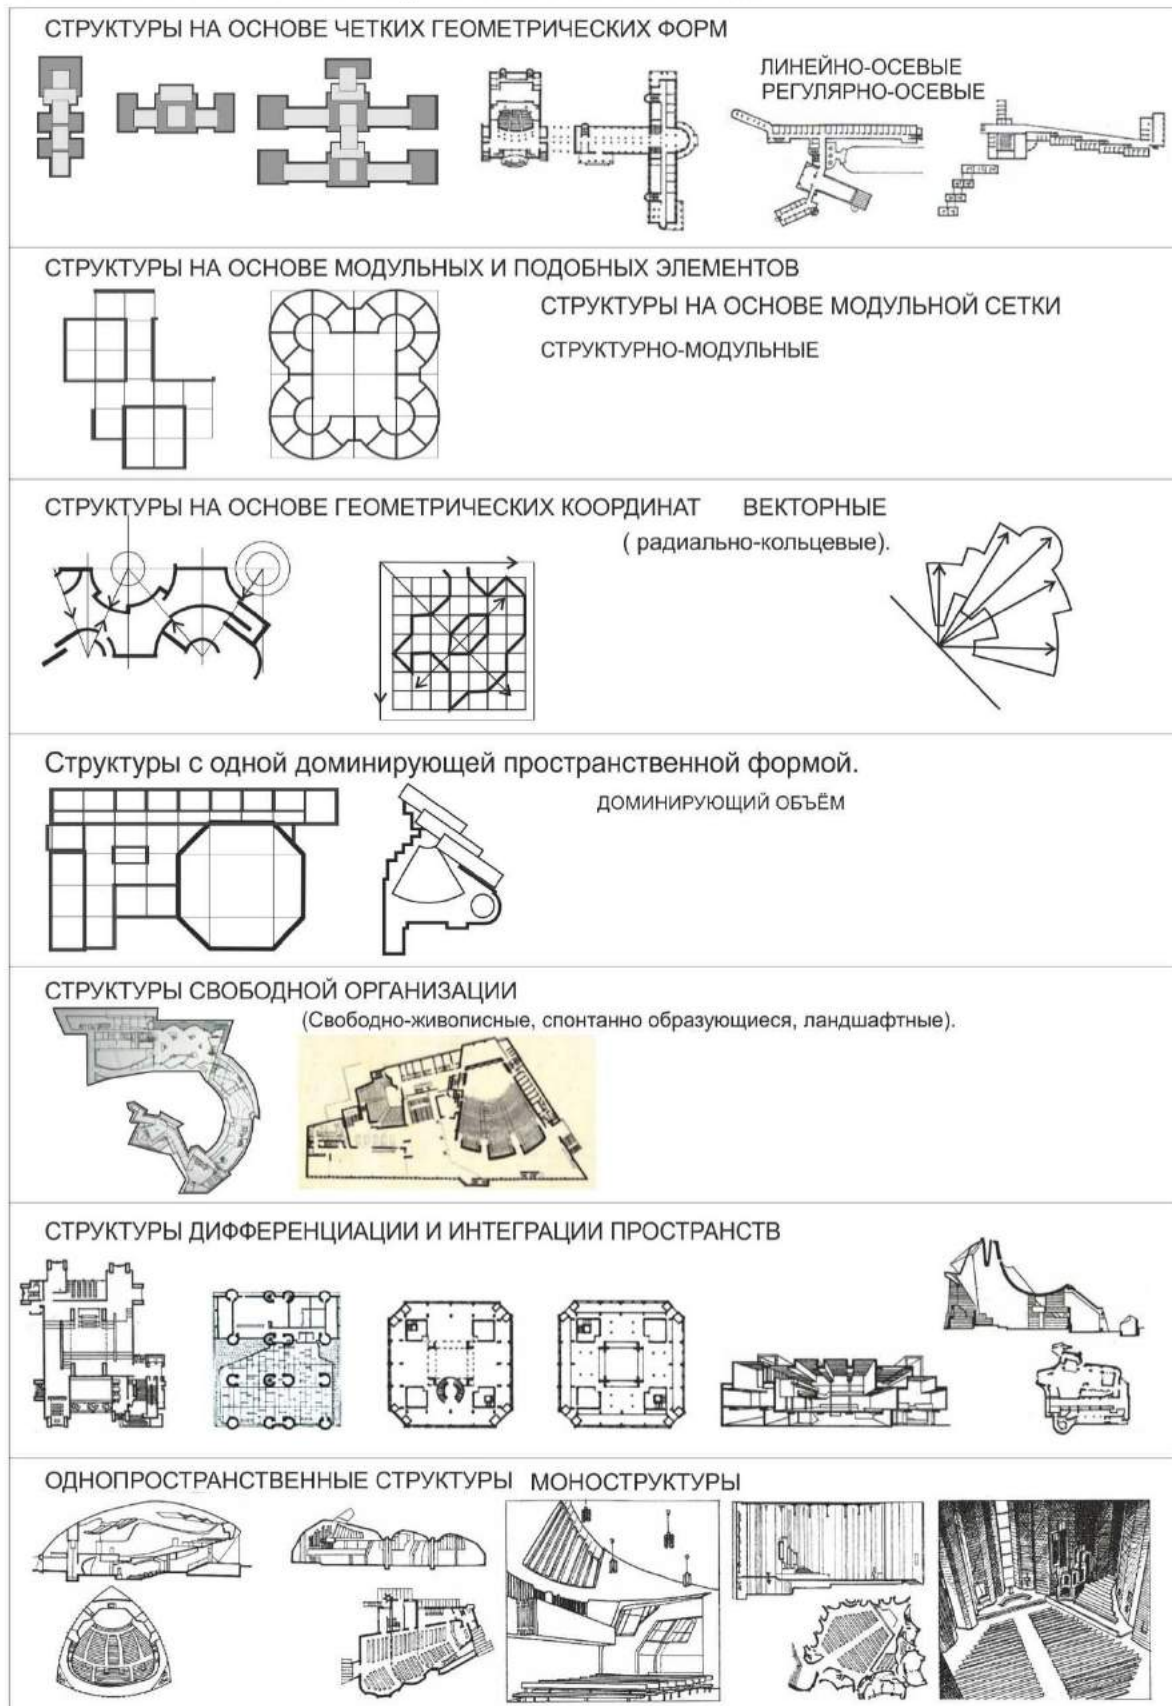 СТРУКТУРЫ НА ОСНОВЕ ЧЕТКИХ ГЕОМЕТРИЧЕСКИХ ФОРМ
ЛИНЕЙНО-ОСЕВЫЕ
РЕГУЛЯРНО-ОСЕВЫЕ
СТРУКТУРЫ НА ОСНОВЕ МОДУЛЬНЫХ И ПОДОБНЫХ ЭЛЕМЕНТОВ
СТРУКТУРЫ НА ОСНОВЕ МОДУЛЬНОЙ СЕТКИ
СТРУКТУРНО-МОДУЛЬНЫЕ
СТРУКТУРЫ НА ОСНОВЕ ГЕОМЕТРИЧЕСКИХ КООРДИНАТ ВЕКТОРНЫЕ
( радиально-кольцевые).
Структуры с одной доминирующей пространственной формой.
ДОМИНИРУЮЩИЙ ОБЪЁМ
СТРУКТУРЫ СВОБОДНОЙ ОРГАНИЗАЦИИ
(Свободно-живописные, спонтанно образующиеся, ландшафтные).
СТРУКТУРЫ ДИФФЕРЕНЦИАЦИИ И ИНТЕГРАЦИИ ПРОСТРАНСТВ
ОДНОПРОСТРАНСТВЕННЫЕ СТРУКТУРЫ МОНОСТРУКТУРЫ